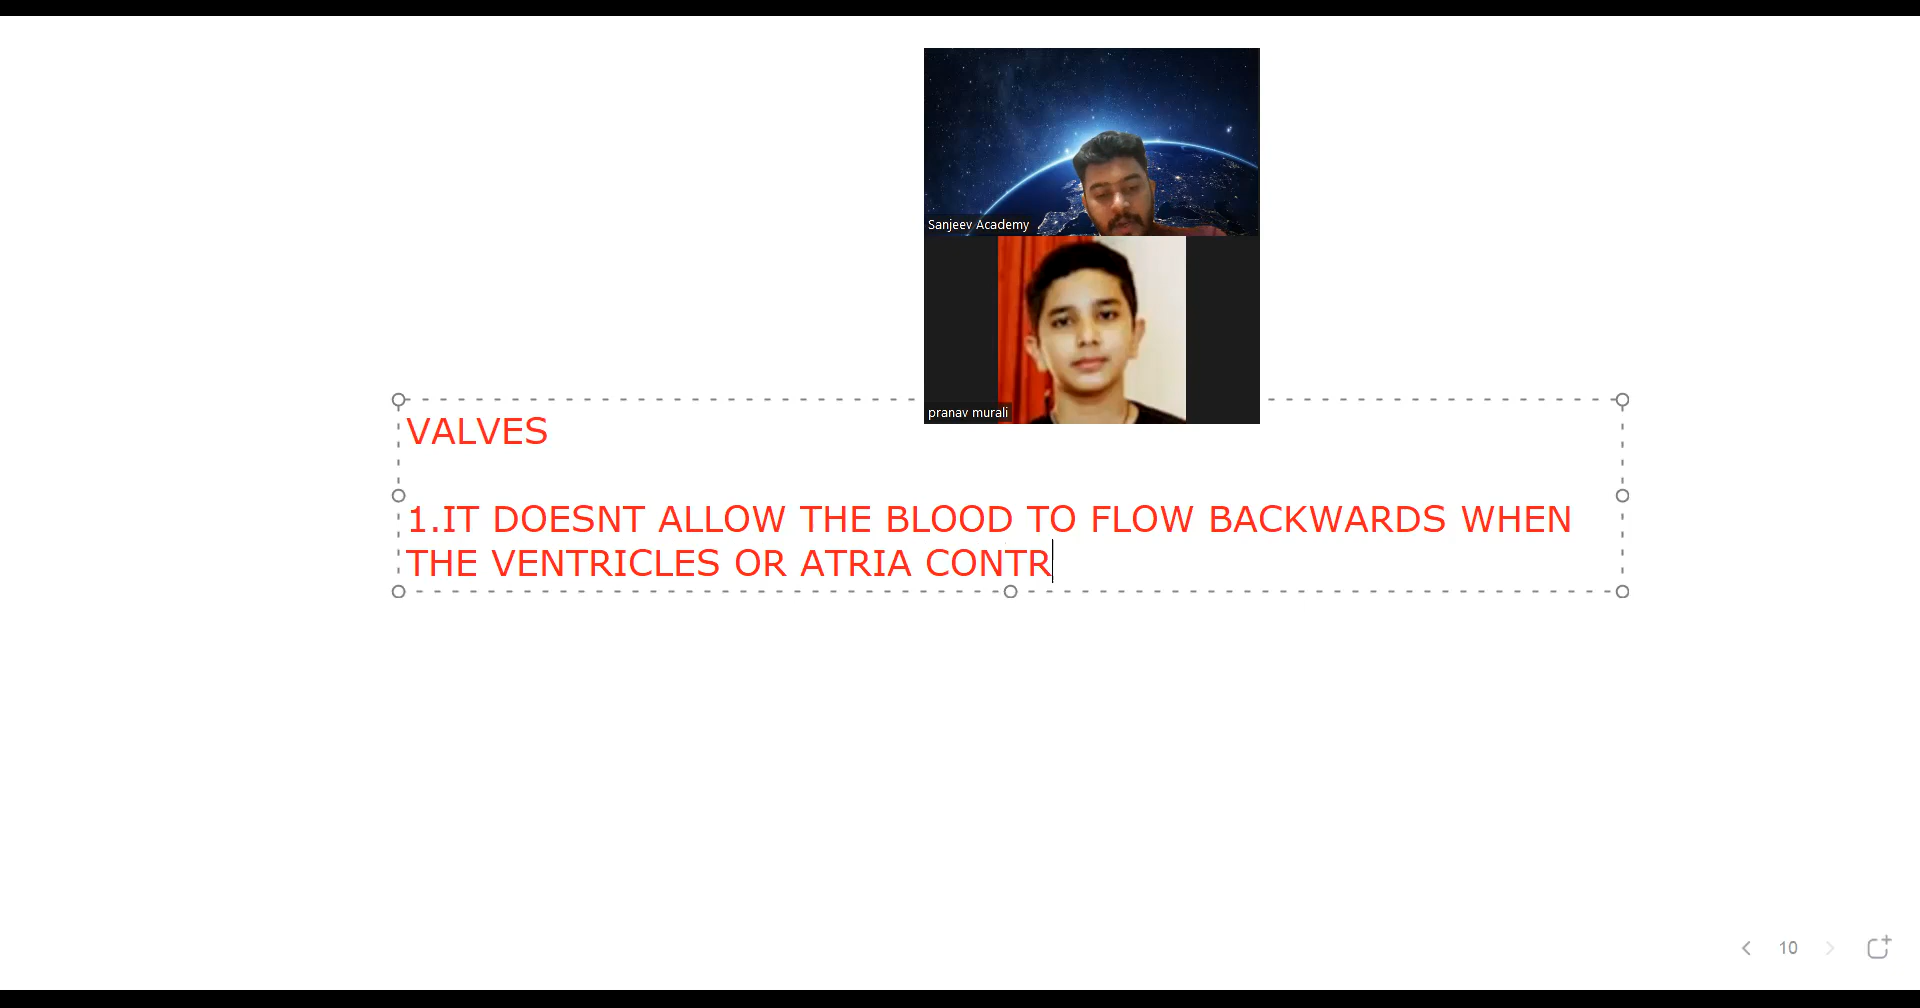 Sanjeev Academy
pranav murali
VALVES
1.IT DOESNT ALLOW THE BLOOD TO FLOW BACKWARDS WHEN
THE VENTRICLES OR ATRIA CONTR
10